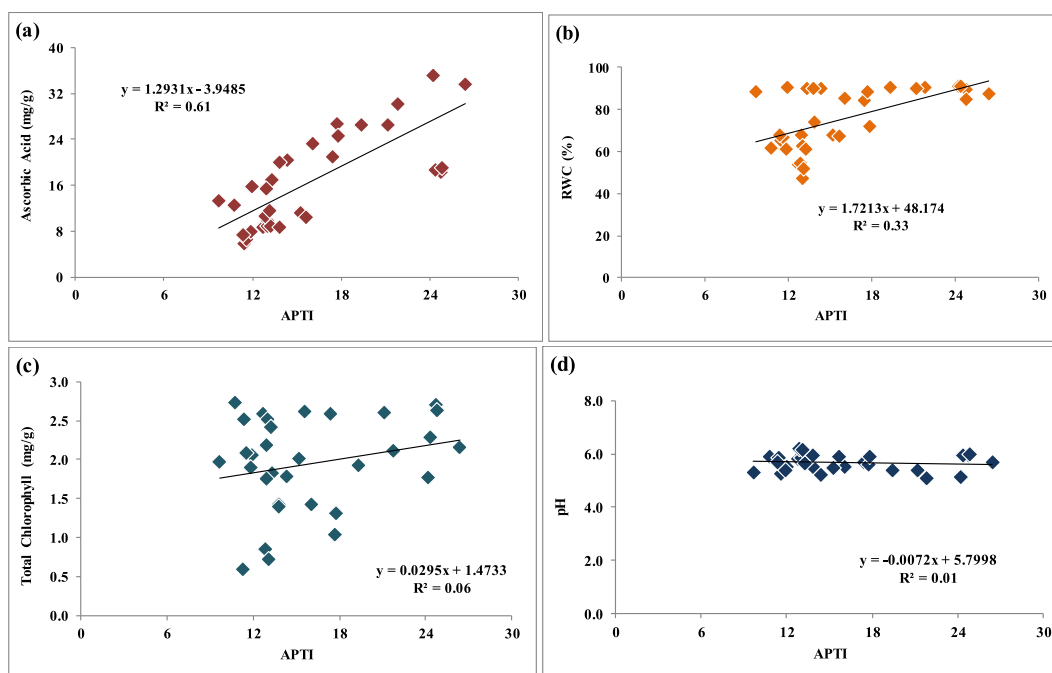 (a)
40
32
24
16
8
0
Ascorbic Acid (mg/g)
y = 1.2931x - 3.9485
R² = 0.61
0 6 12 18 24 30
APTI
(b)
100
80
60
40
20
0
RWC (%)
y = 1.7213x + 48.174
R² = 0.33
0 6 12 18 24 30
APTI
(c)
3.0
2.5
2.0
1.5
1.0
0.5
0.0
Total Chlorophyll (mg/g)
y = 0.0295x + 1.4733
R² = 0.06
0 6 12 18 24 30
APTI
(d)
8.0
6.0
4.0
2.0
0.0
pH
y = -0.0072x + 5.7998
R² = 0.01
0 6 12 18 24 30
APTI